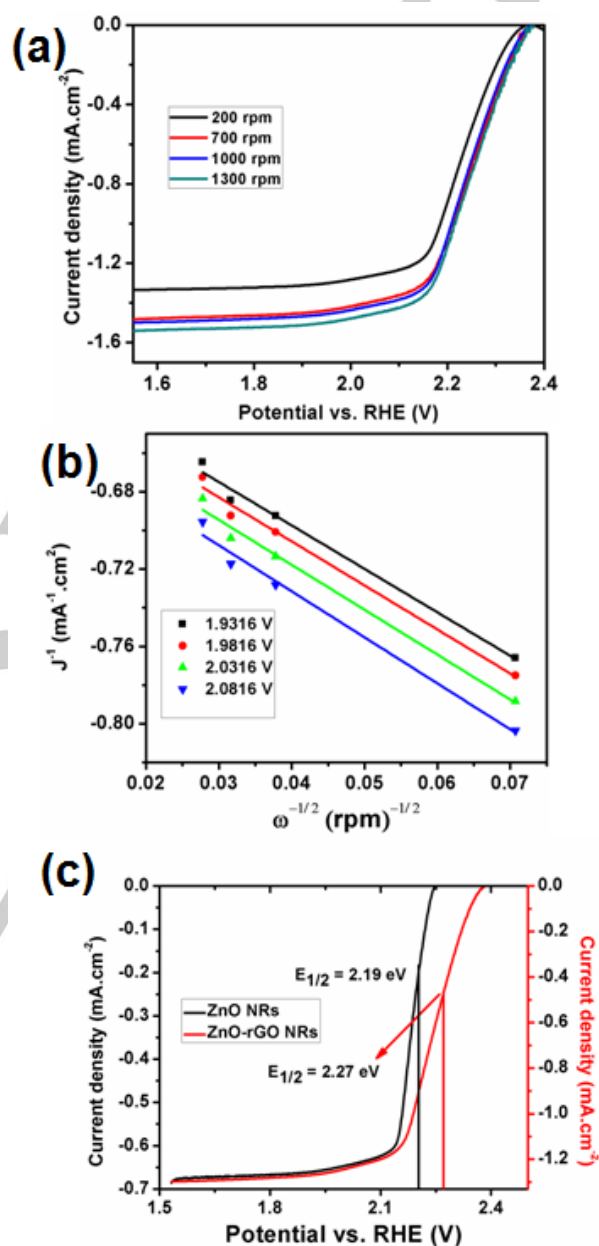 (a)
0.0
-0.4
-0.8
-1.2
-1.6
Current density (mA.cm⁻²)
200 rpm
700 rpm
1000 rpm
1300 rpm
1.6 1.8 2.0 2.2 2.4
Potential vs. RHE (V)
(b)
-0.68
-0.72
-0.76
-0.80
J⁻¹ (mA⁻¹.cm²)
1.9316 V
1.9816 V
2.0316 V
2.0816 V
0.02 0.03 0.04 0.05 0.06 0.07
ω⁻¹/² (rpm)⁻¹/²
(c)
0.0
-0.1
-0.2
-0.3
-0.4
-0.5
-0.6
-0.7
Current density (mA.cm⁻²)
E1/2 = 2.19 eV
ZnO NRs
ZnO-rGO NRs
E1/2 = 2.27 eV
0.0
-0.2
-0.4
-0.6
-0.8
-1.0
-1.2
Current density (mA.cm⁻²)
1.5 1.8 2.1 2.4
Potential vs. RHE (V)